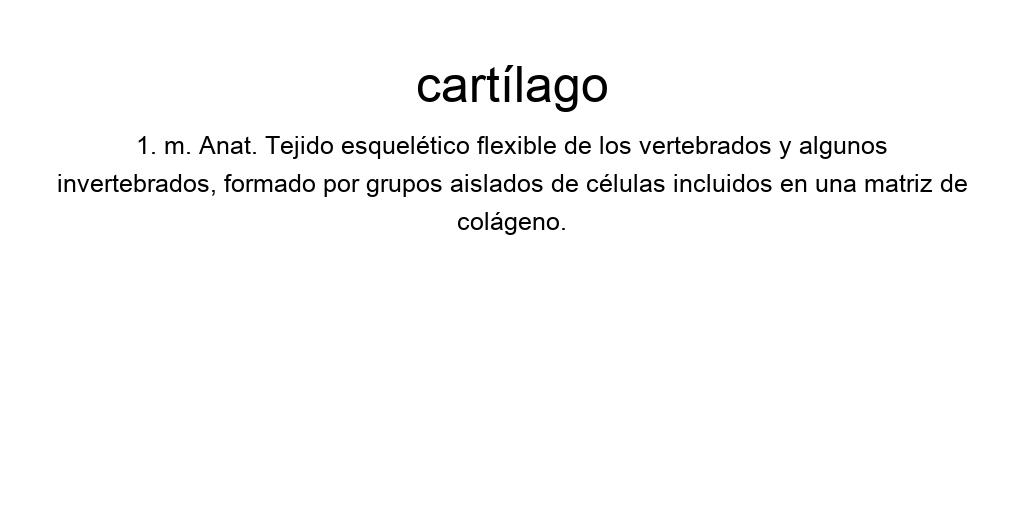 cartílago
1. m. Anat. Tejido esquelético flexible de los vertebrados y algunos
invertebrados, formado por grupos aislados de células incluidos en una matriz de
colágeno.